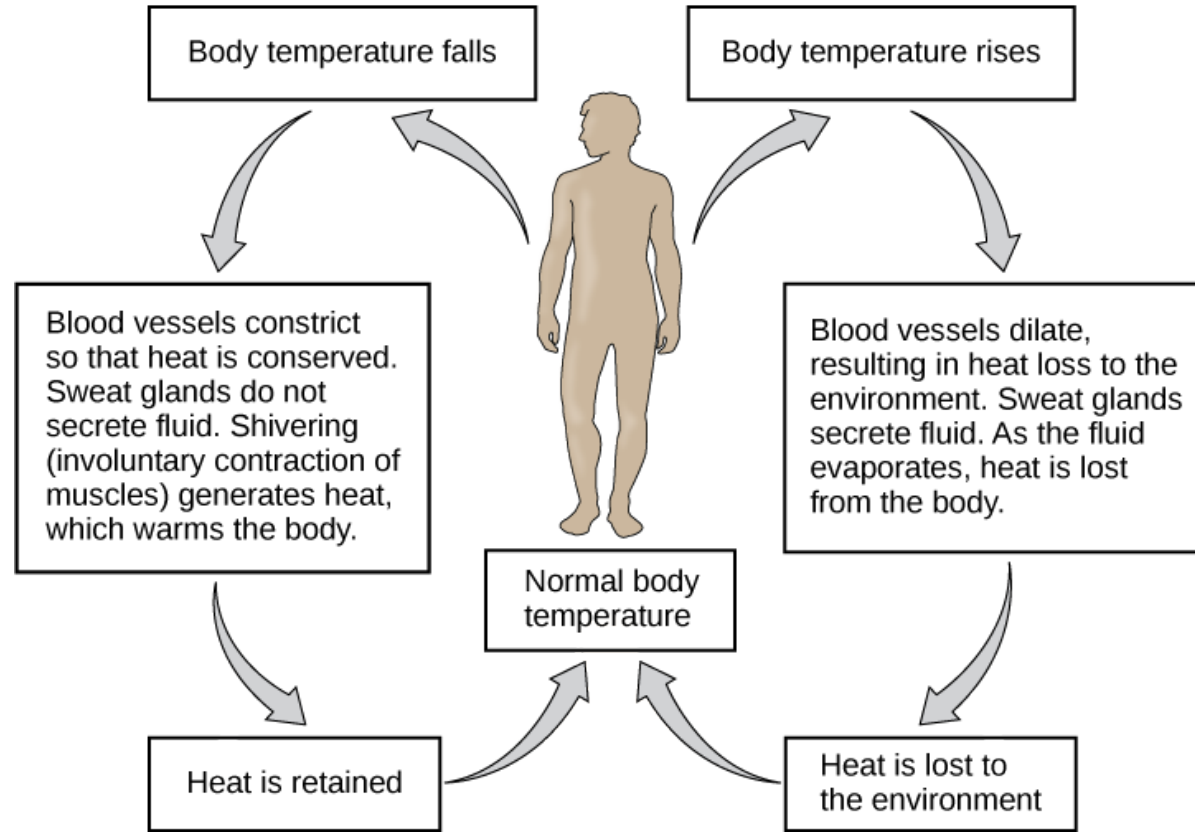 Body temperature falls
Body temperature rises
Blood vessels constrict
so that heat is conserved.
Sweat glands do not
secrete fluid. Shivering
(involuntary contraction of
muscles) generates heat,
which warms the body.
Blood vessels dilate,
resulting in heat loss to the
environment. Sweat glands
secrete fluid. As the fluid
evaporates, heat is lost
from the body.
Normal body
temperature
Heat is retained
Heat is lost to
the environment